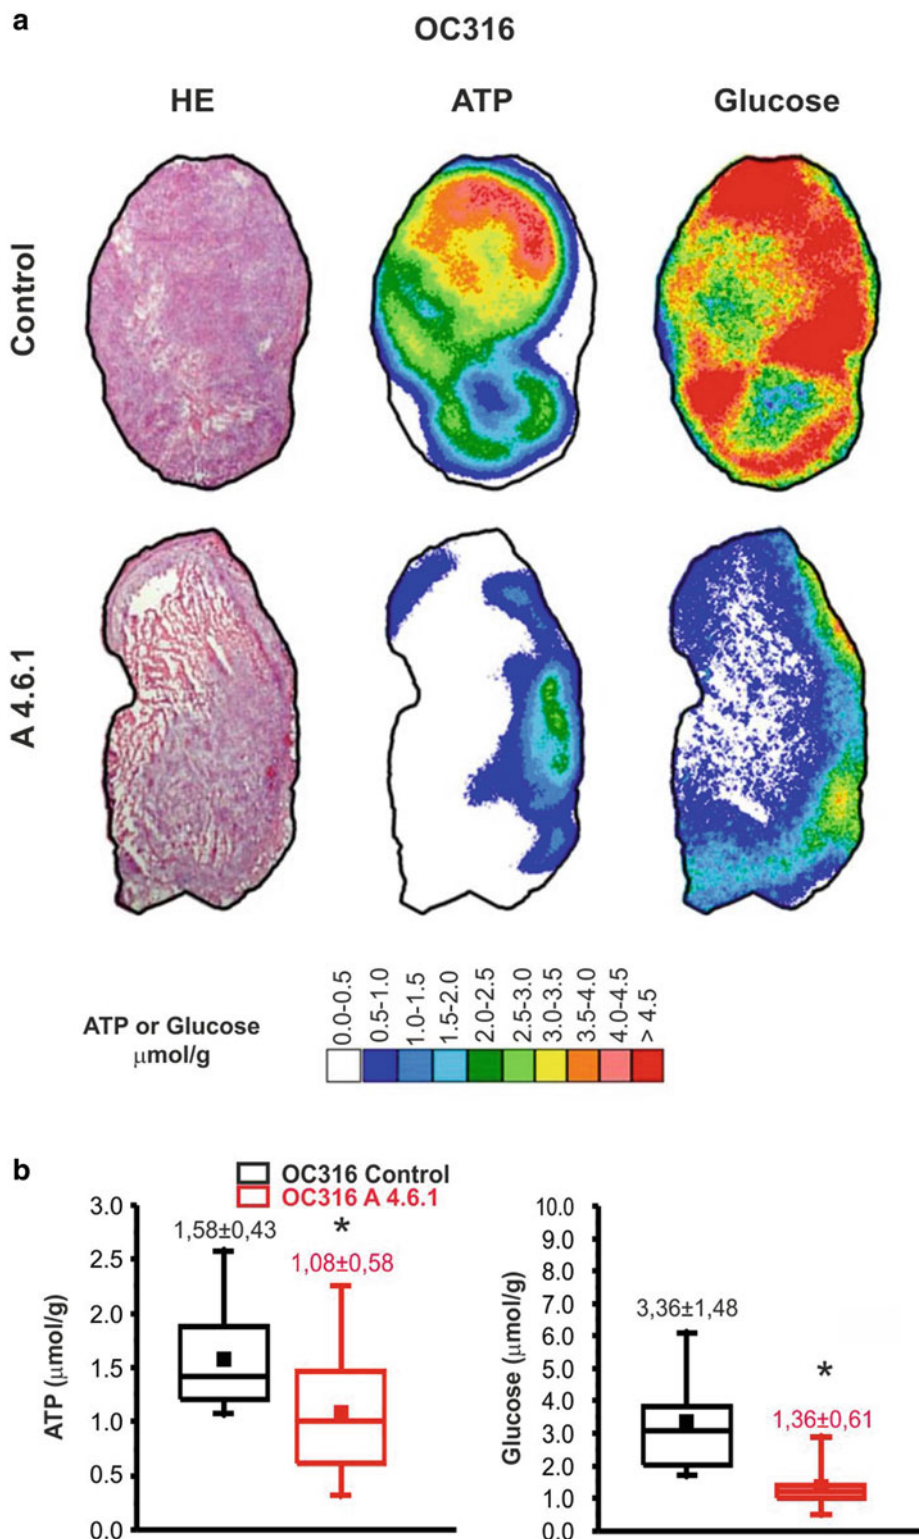 a
OC316
HE ATP Glucose
Control
A 4.6.1
ATP or Glucose
μmol/g
0.0-0.5
0.5-1.0
1.0-1.5
1.5-2.0
2.0-2.5
2.5-3.0
3.0-3.5
3.5-4.0
4.0-4.5
> 4.5
b
OC316 Control
OC316 A 4.6.1
ATP (μmol/g)
3.0
2.5
2.0
1.5
1.0
0.5
0.0
1,58±0,43
*
1,08±0,58
Glucose (μmol/g)
10.0
9.0
8.0
7.0
6.0
5.0
4.0
3.0
2.0
1.0
0.0
3,36±1,48
*
1,36±0,61